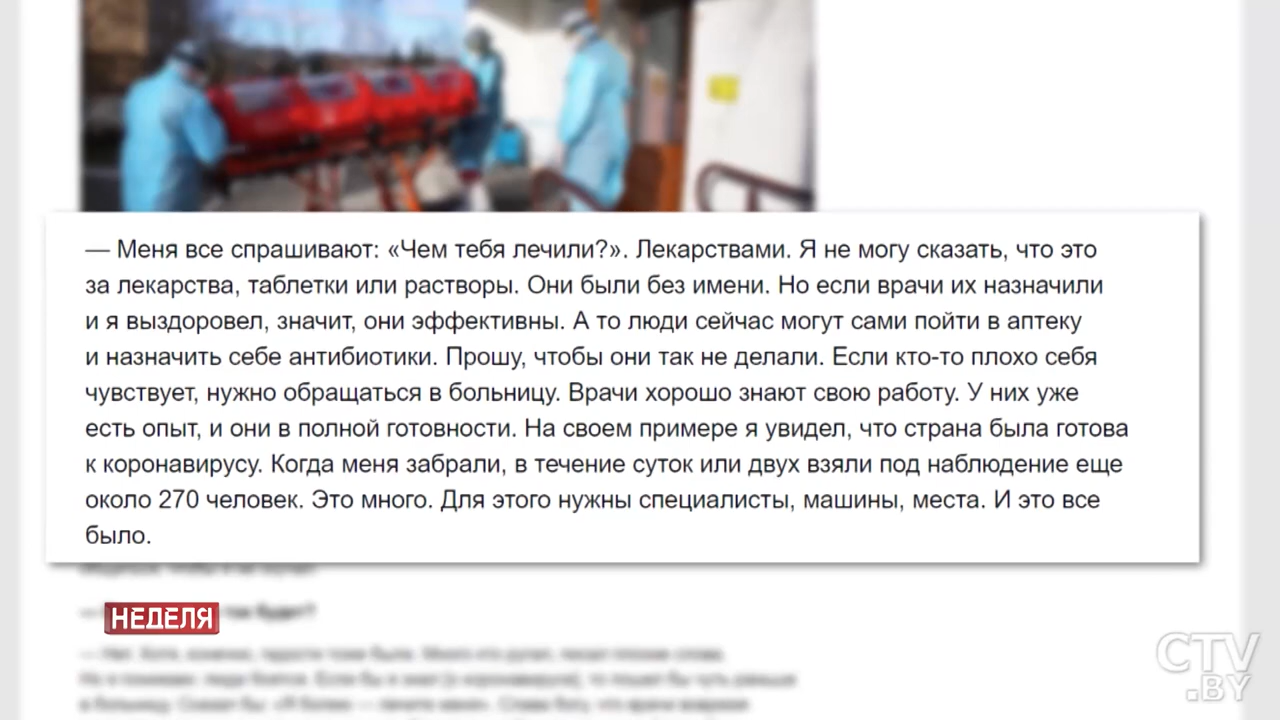 — Меня все спрашивают: «Чем тебя лечили?». Лекарствами. Я не могу сказать, что это
за лекарства, таблетки или растворы. Они были без имени. Но если врачи их назначили
и я выздоровел, значит, они эффективны. А то люди сейчас могут сами пойти в аптеку
и назначить себе антибиотики. Прошу, чтобы они так не делали. Если кто-то плохо себя
чувствует, нужно обращаться в больницу. Врачи хорошо знают свою работу. У них уже
есть опыт, и они в полной готовности. На своем примере я увидел, что страна была готова
к коронавирусу. Когда меня забрали, в течение суток или двух взяли под наблюдение еще
около 270 человек. Это много. Для этого нужны специалисты, машины, места. И это все
было.
НЕДЕЛЯ
CTV
.BY